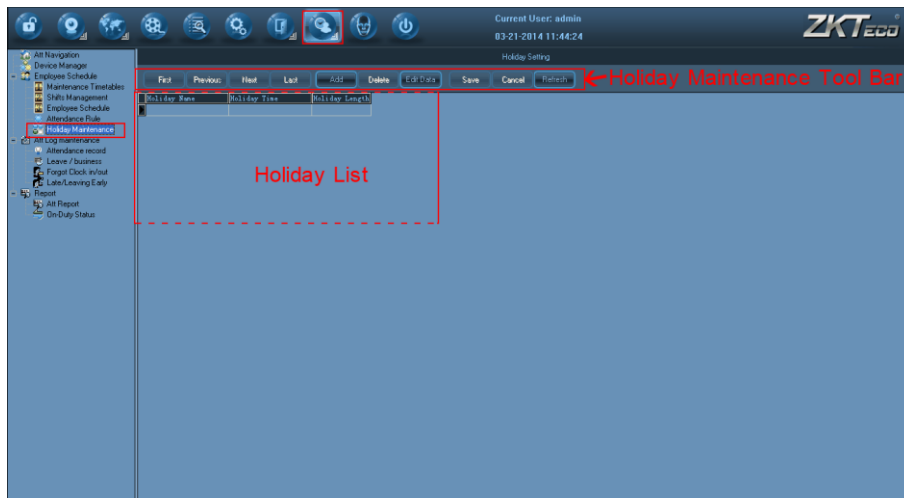 Current User: admin
03-21-2014 11:44:24
ZKTeco
Holiday Setting
Att Navigation
Device Manager
Employee Schedule
Maintenance Timetables
Shifts Management
Employee Schedule
Attendance Rule
Holiday Maintenance
Att Log maintenance
Attendance record
Leave / business
Forgot Clock in/out
Late/Leaving Early
Report
Att Report
On-Duty Status
First Previous Next Last Add Delete Edit Data Save Cancel Refresh
Holiday Maintenance Tool Bar
Holiday Name Holiday Time Holiday Length
Holiday List